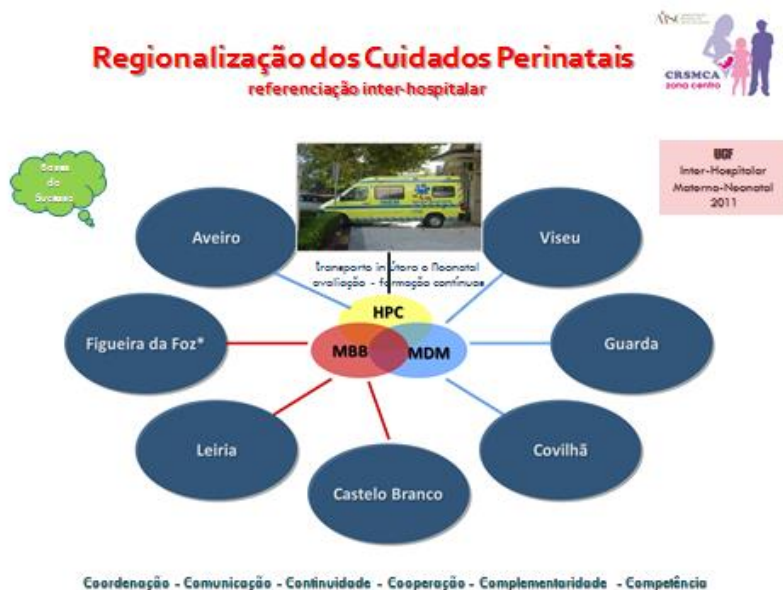 Regionalização dos Cuidados Perinatais
referenciação inter-hospitalar
CRSMCA
zona centro
UGF
Inter-Hospitalar
Materno-Neonatal
2011
Aveiro
Viseu
Transporte in Útero e Neonatal
avaliação - formação contínuas
HPC
MBB
MDM
Figueira da Foz*
Guarda
Leiria
Covilhã
Castelo Branco
Coordenação - Comunicação - Continuidade - Cooperação - Complementaridade - Competência